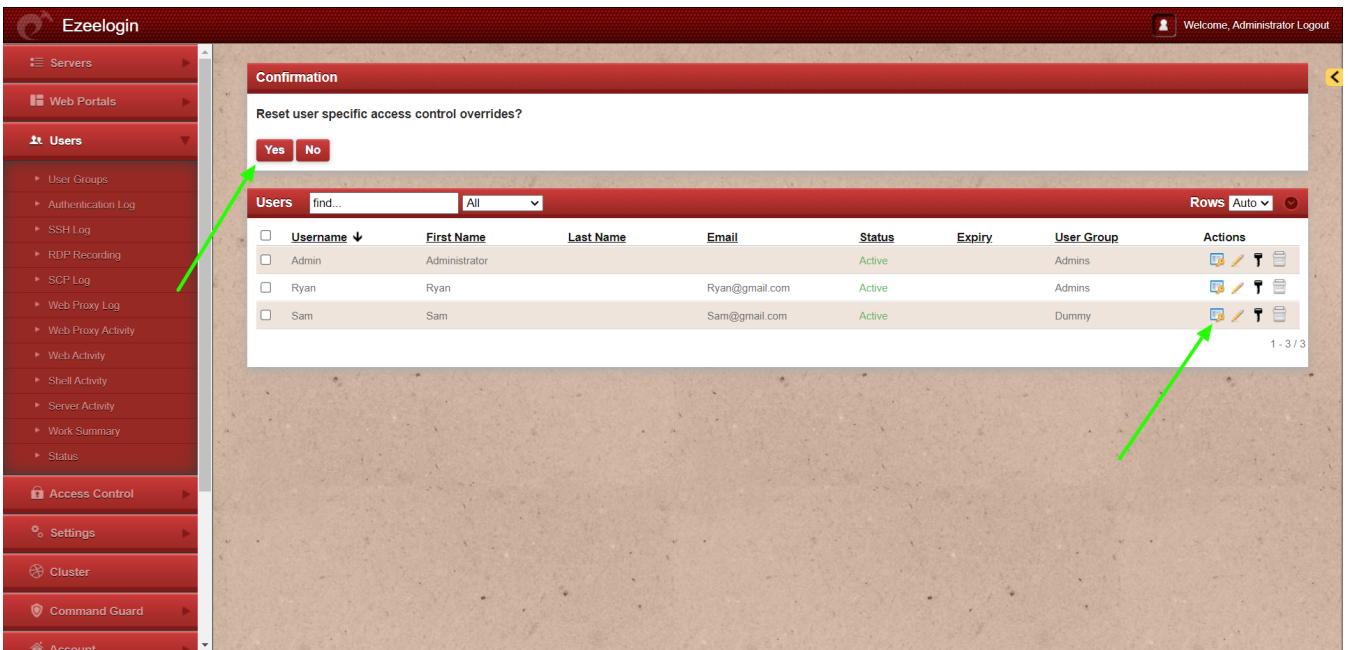 Ezeelogin
Welcome, Administrator Logout
Servers
Web Portals
Users
User Groups
Authentication Log
SSH Log
RDP Recording
SCP Log
Web Proxy Log
Web Proxy Activity
Web Activity
Shell Activity
Server Activity
Work Summary
Status
Access Control
Settings
Cluster
Command Guard
Account
Confirmation
Reset user specific access control overrides?
Yes No
Users find... All Rows Auto
Username First Name Last Name Email Status Expiry User Group Actions
Admin Administrator Active Admins
Ryan Ryan Ryan@gmail.com Active Admins
Sam Sam Sam@gmail.com Active Dummy
1 - 3 / 3